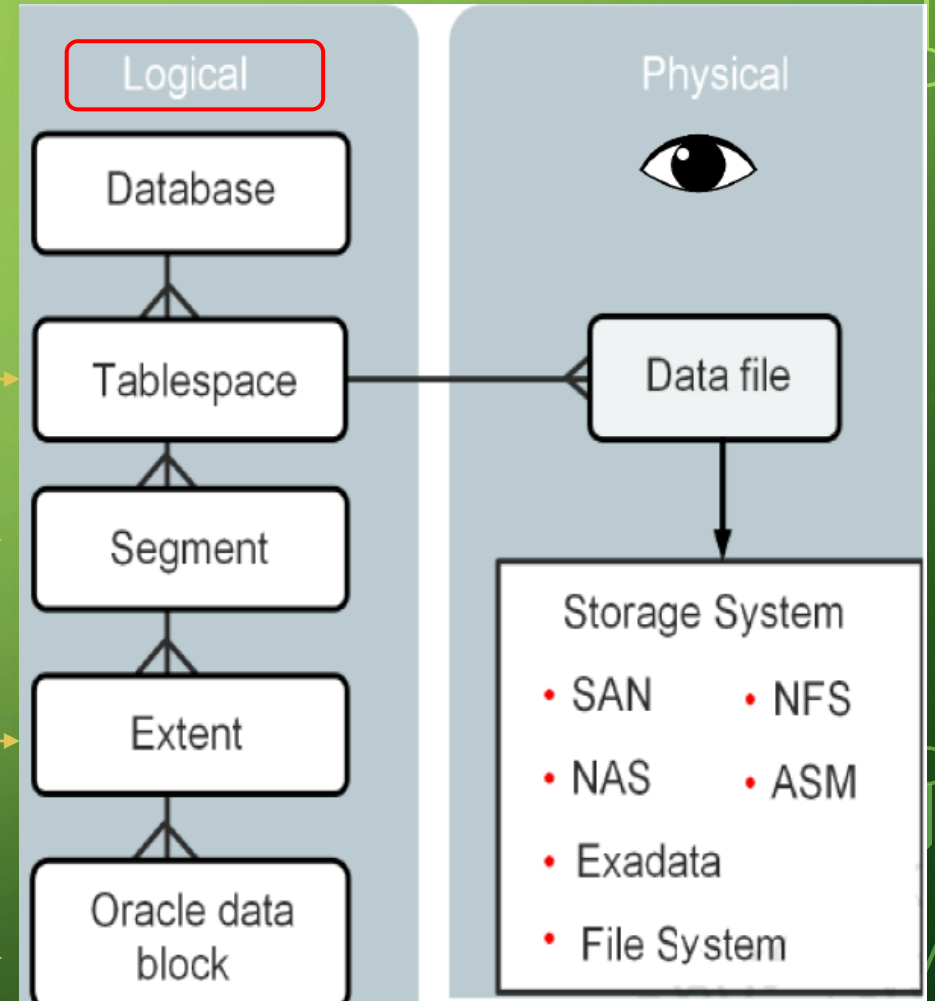 Logical
Database
Tablespace
Segment
Extent
Oracle data
block
Physical
Data file
Storage System
• SAN
• NFS
• NAS
• ASM
• Exadata
• File System